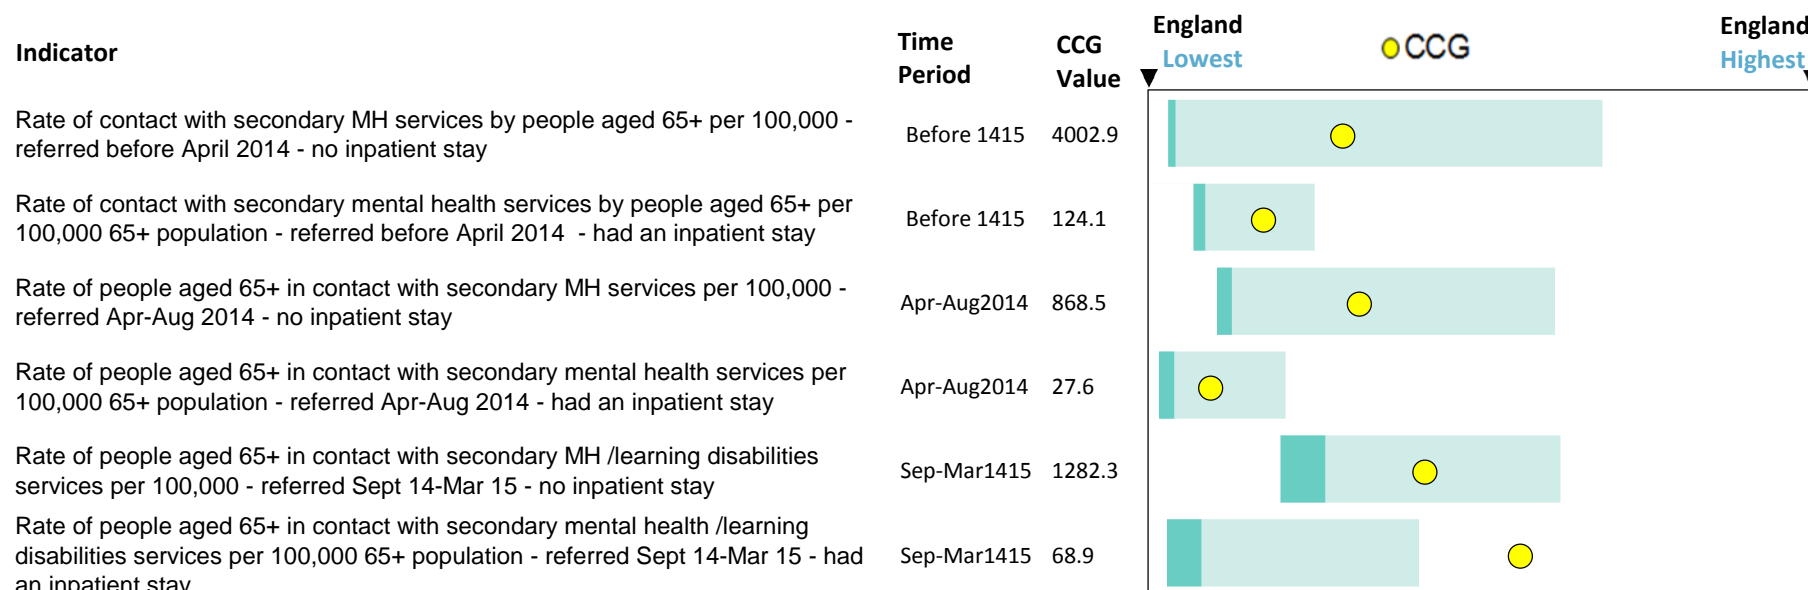 Indicator
Time
Period
CCG
Value
England
Lowest
CCG
England
Highest
Rate of contact with secondary MH services by people aged 65+ per 100,000 -
referred before April 2014 - no inpatient stay
Before 1415 4002.9
Rate of contact with secondary mental health services by people aged 65+ per
100,000 65+ population - referred before April 2014 - had an inpatient stay
Before 1415 124.1
Rate of people aged 65+ in contact with secondary MH services per 100,000 -
referred Apr-Aug 2014 - no inpatient stay
Apr-Aug2014 868.5
Rate of people aged 65+ in contact with secondary mental health services per
100,000 65+ population - referred Apr-Aug 2014 - had an inpatient stay
Apr-Aug2014 27.6
Rate of people aged 65+ in contact with secondary MH /learning disabilities
services per 100,000 - referred Sept 14-Mar 15 - no inpatient stay
Sep-Mar1415 1282.3
Rate of people aged 65+ in contact with secondary mental health /learning
disabilities services per 100,000 65+ population - referred Sept 14-Mar 15 - had
an inpatient stay
Sep-Mar1415 68.9